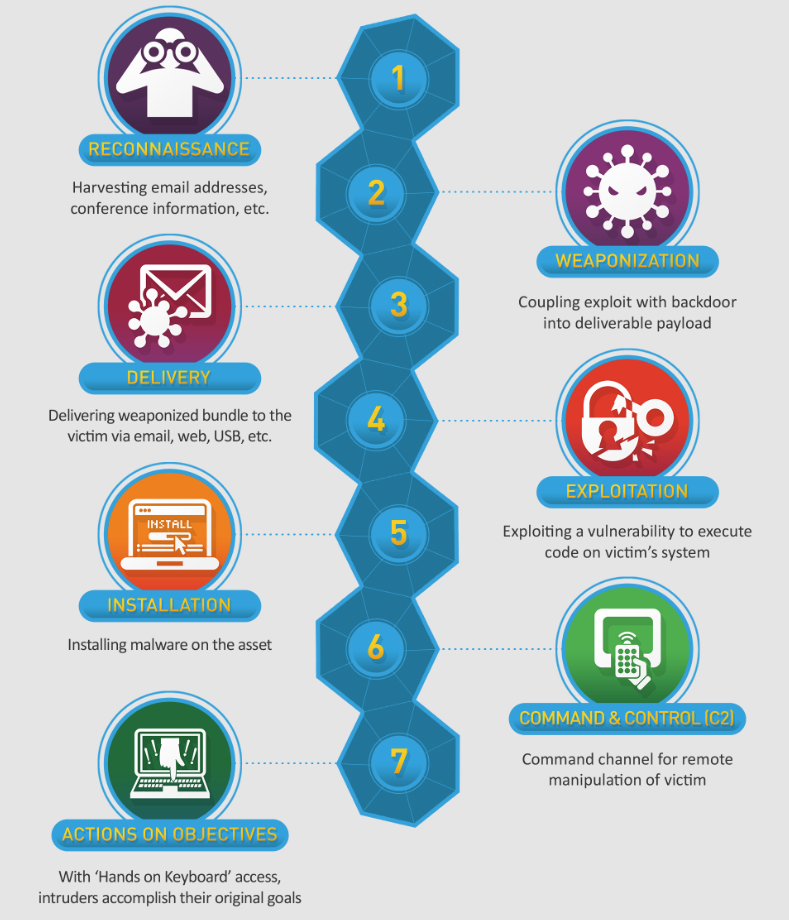 1
RECONNAISSANCE
Harvesting email addresses,
conference information, etc.
2
WEAPONIZATION
Coupling exploit with backdoor
into deliverable payload
3
DELIVERY
Delivering weaponized bundle to the
victim via email, web, USB, etc.
4
EXPLOITATION
Exploiting a vulnerability to execute
code on victim's system
5
INSTALL
INSTALLATION
Installing malware on the asset
6
COMMAND & CONTROL (C2)
Command channel for remote
manipulation of victim
7
ACTIONS ON OBJECTIVES
With ‘Hands on Keyboard’ access,
intruders accomplish their original goals